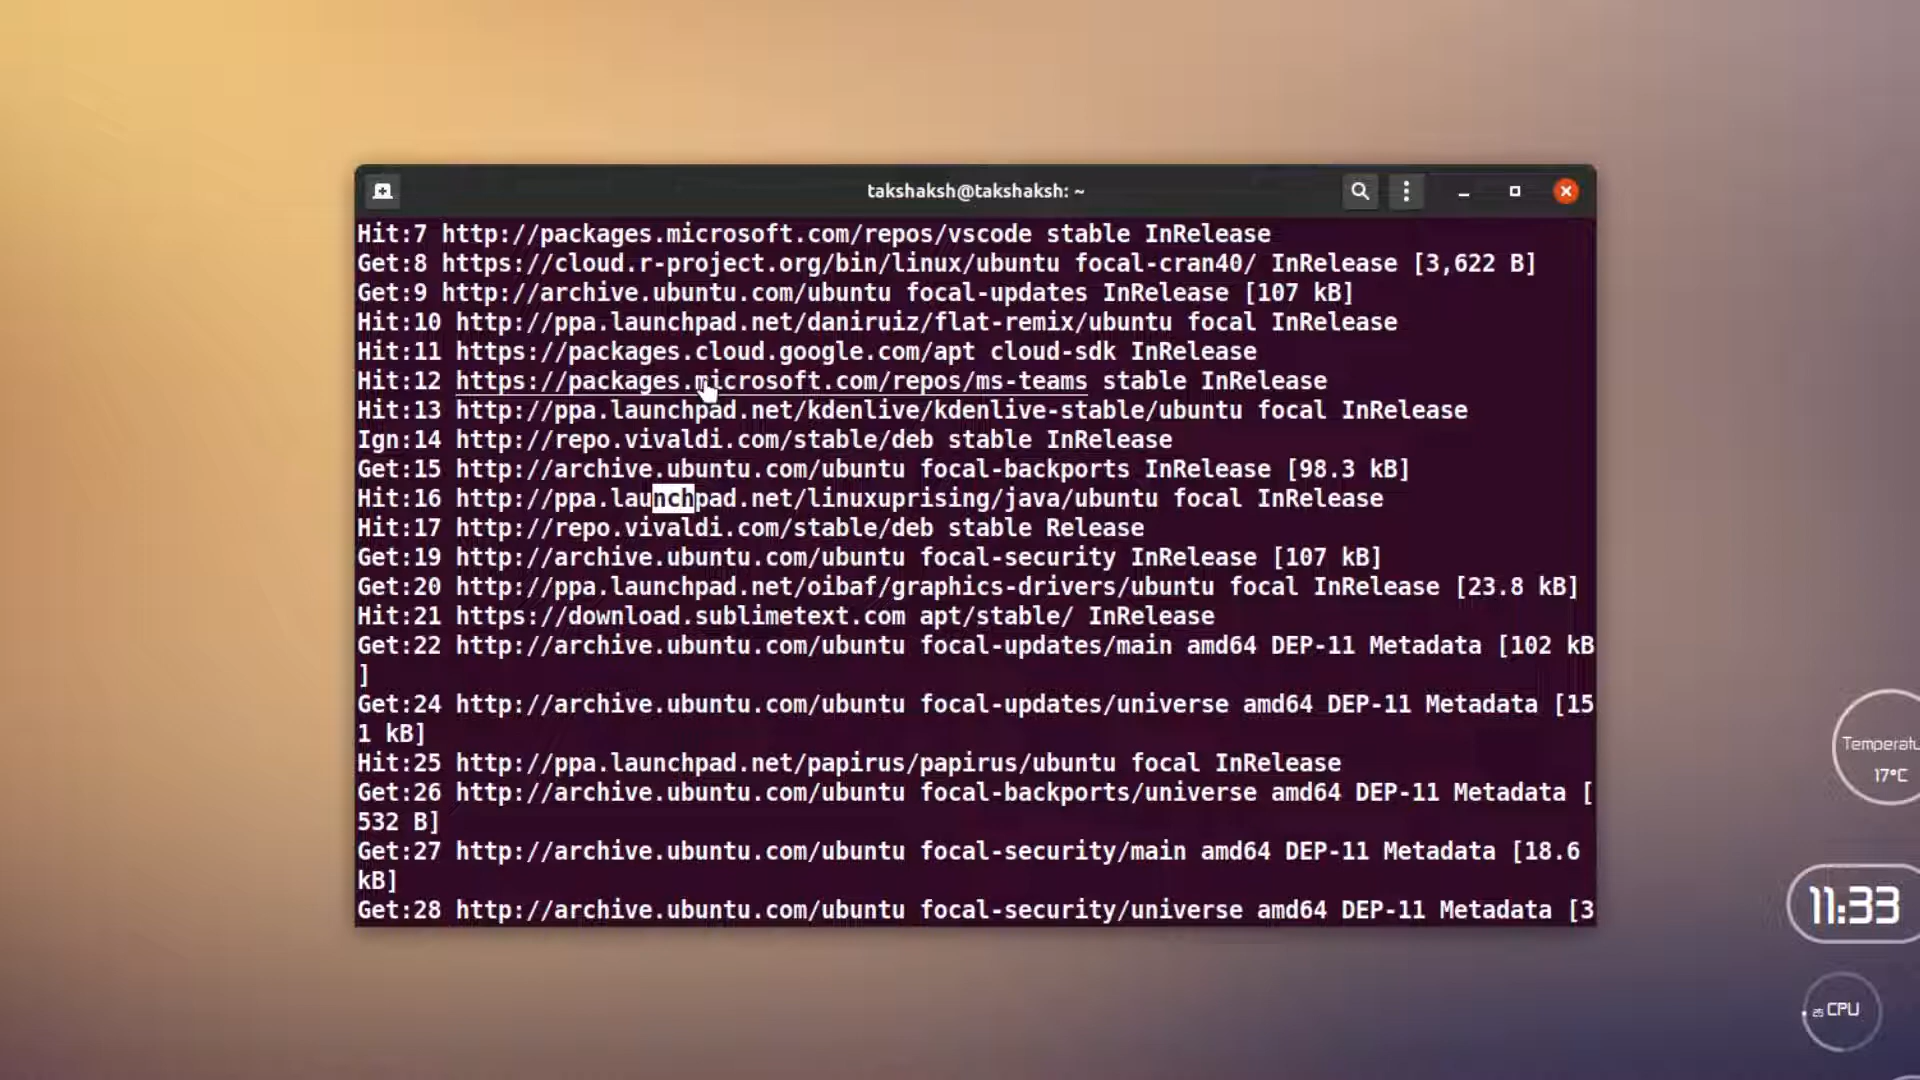 takshaksh@takshaksh: ~
Hit:7 http://packages.microsoft.com/repos/vscode stable InRelease
Get:8 https://cloud.r-project.org/bin/linux/ubuntu focal-cran40/ InRelease [3,622 B]
Get:9 http://archive.ubuntu.com/ubuntu focal-updates InRelease [107 kB]
Hit:10 http://ppa.launchpad.net/daniruiz/flat-remix/ubuntu focal InRelease
Hit:11 https://packages.cloud.google.com/apt cloud-sdk InRelease
Hit:12 https://packages.microsoft.com/repos/ms-teams stable InRelease
Hit:13 http://ppa.launchpad.net/kdenlive/kdenlive-stable/ubuntu focal InRelease
Ign:14 http://repo.vivaldi.com/stable/deb stable InRelease
Get:15 http://archive.ubuntu.com/ubuntu focal-backports InRelease [98.3 kB]
Hit:16 http://ppa.launchpad.net/linuxuprising/java/ubuntu focal InRelease
Hit:17 http://repo.vivaldi.com/stable/deb stable Release
Get:19 http://archive.ubuntu.com/ubuntu focal-security InRelease [107 kB]
Get:20 http://ppa.launchpad.net/oibaf/graphics-drivers/ubuntu focal InRelease [23.8 kB]
Hit:21 https://download.sublimetext.com apt/stable/ InRelease
Get:22 http://archive.ubuntu.com/ubuntu focal-updates/main amd64 DEP-11 Metadata [102 kB
]
Get:24 http://archive.ubuntu.com/ubuntu focal-updates/universe amd64 DEP-11 Metadata [15
1 kB]
Hit:25 http://ppa.launchpad.net/papirus/papirus/ubuntu focal InRelease
Get:26 http://archive.ubuntu.com/ubuntu focal-backports/universe amd64 DEP-11 Metadata [
532 B]
Get:27 http://archive.ubuntu.com/ubuntu focal-security/main amd64 DEP-11 Metadata [18.6
kB]
Get:28 http://archive.ubuntu.com/ubuntu focal-security/universe amd64 DEP-11 Metadata [3
Temperatu
17°C
11:33
CPU